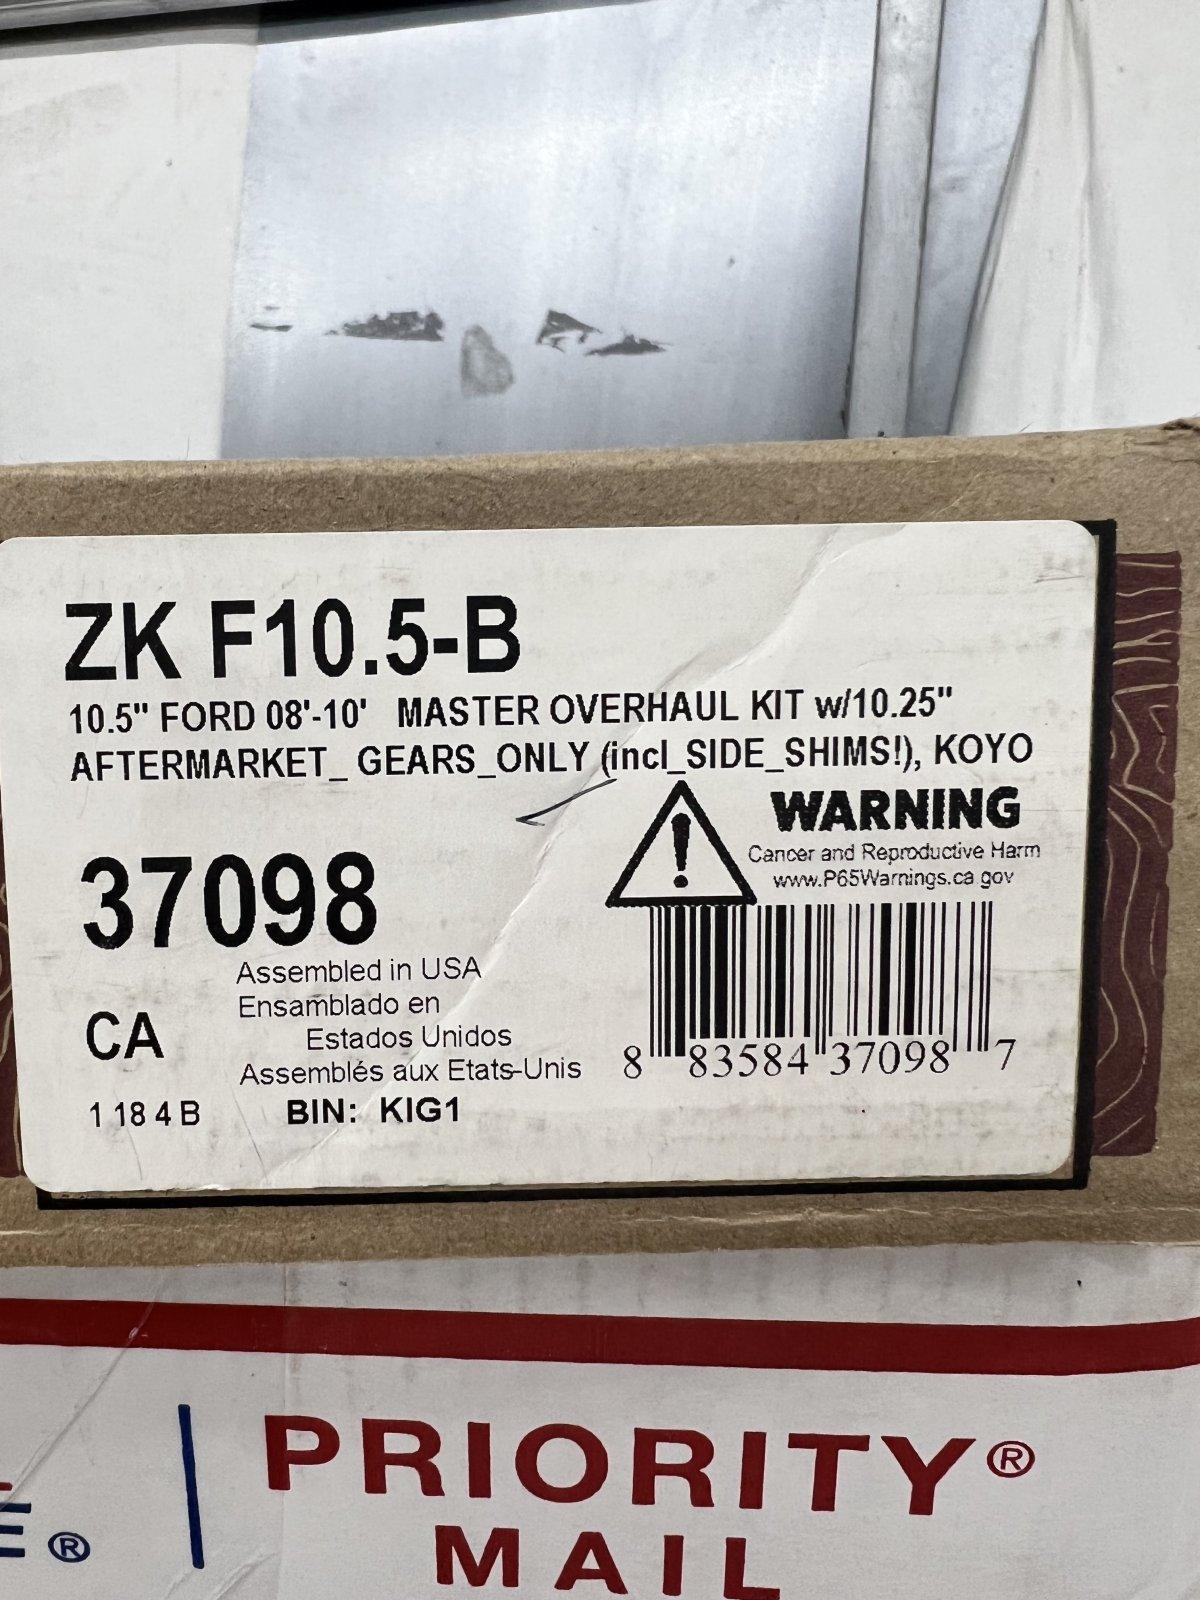 ZK F10.5-B
10.5" FORD 08'-10' MASTER OVERHAUL KIT w/10.25"
AFTERMARKET_ GEARS_ONLY (incl_SIDE_SHIMS!), KOYO
WARNING
Cancer and Reproductive Harm
www.P65Warnings.ca.gov
37098
Assembled in USA
Ensamblado en
Estados Unidos
Assemblés aux Etats-Unis
CA
1 18 4 B
BIN: KIG1
8 83584 37098 7
PRIORITY®
MAIL
E®